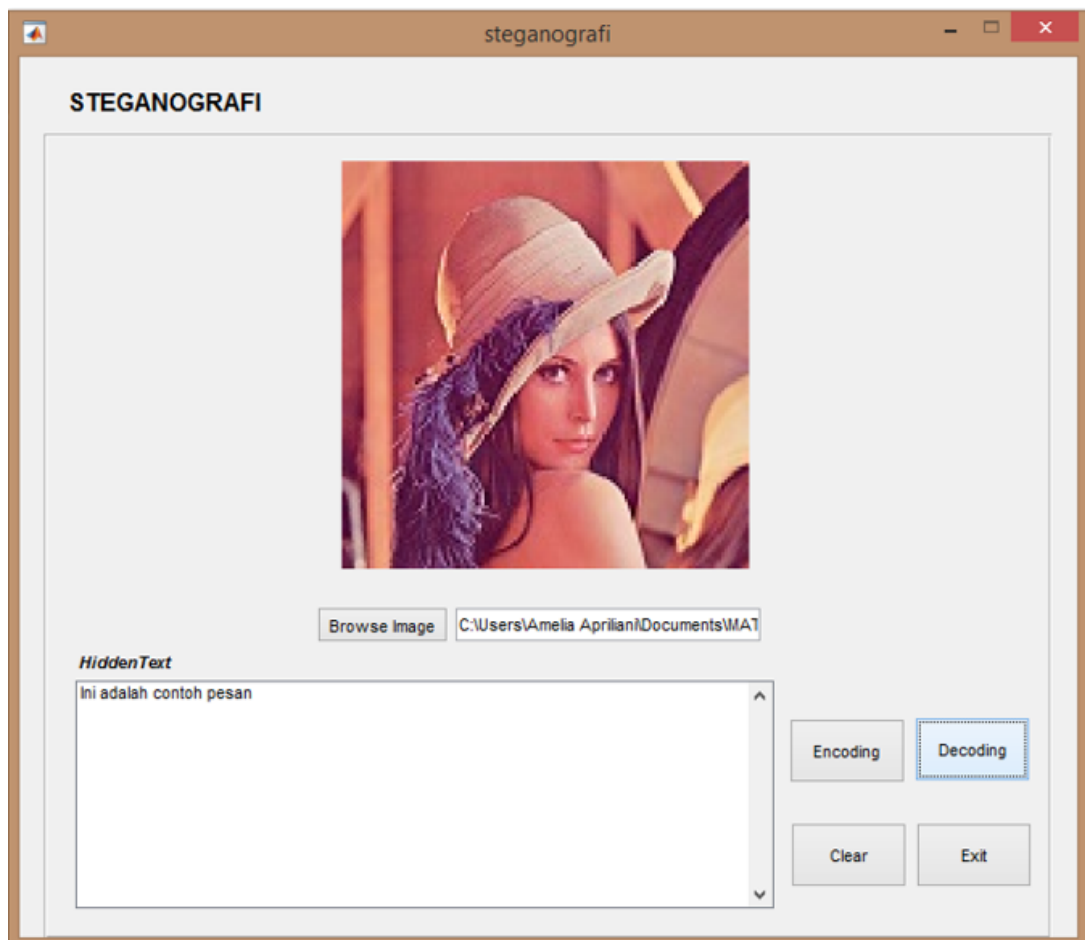 steganografi
STEGANOGRAFI
Browse Image C:\Users\Amelia Apriliani\Documents\MAT
HiddenText
Ini adalah contoh pesan
Encoding Decoding
Clear Exit